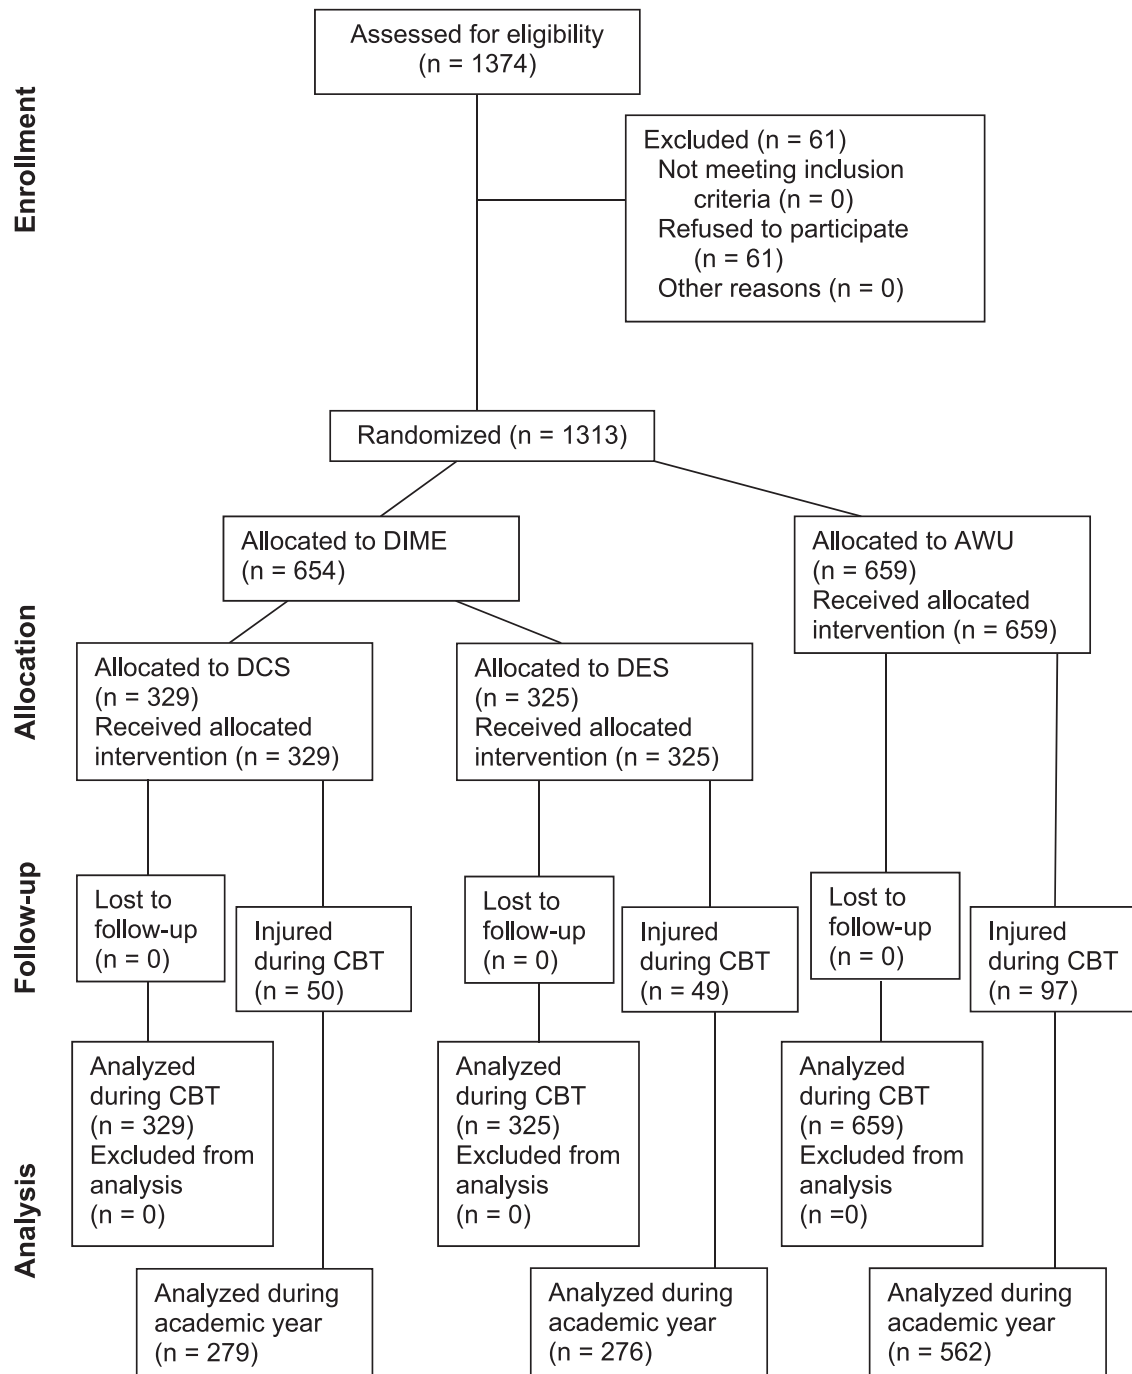 Enrollment
Assessed for eligibility
(n = 1374)
Excluded (n = 61)
Not meeting inclusion
criteria (n = 0)
Refused to participate
(n = 61)
Other reasons (n = 0)
Randomized (n = 1313)
Allocation
Allocated to DIME
(n = 654)
Allocated to AWU
(n = 659)
Received allocated
intervention (n = 659)
Allocated to DCS
(n = 329)
Received allocated
intervention (n = 329)
Allocated to DES
(n = 325)
Received allocated
intervention (n = 325)
Follow-up
Lost to
follow-up
(n = 0)
Injured
during CBT
(n = 50)
Lost to
follow-up
(n = 0)
Injured
during CBT
(n = 49)
Lost to
follow-up
(n = 0)
Injured
during CBT
(n = 97)
Analysis
Analyzed
during CBT
(n = 329)
Excluded from
analysis
(n = 0)
Analyzed
during CBT
(n = 325)
Excluded from
analysis
(n = 0)
Analyzed
during CBT
(n = 659)
Excluded from
analysis
(n =0)
Analyzed during
academic year
(n = 279)
Analyzed during
academic year
(n = 276)
Analyzed during
academic year
(n = 562)